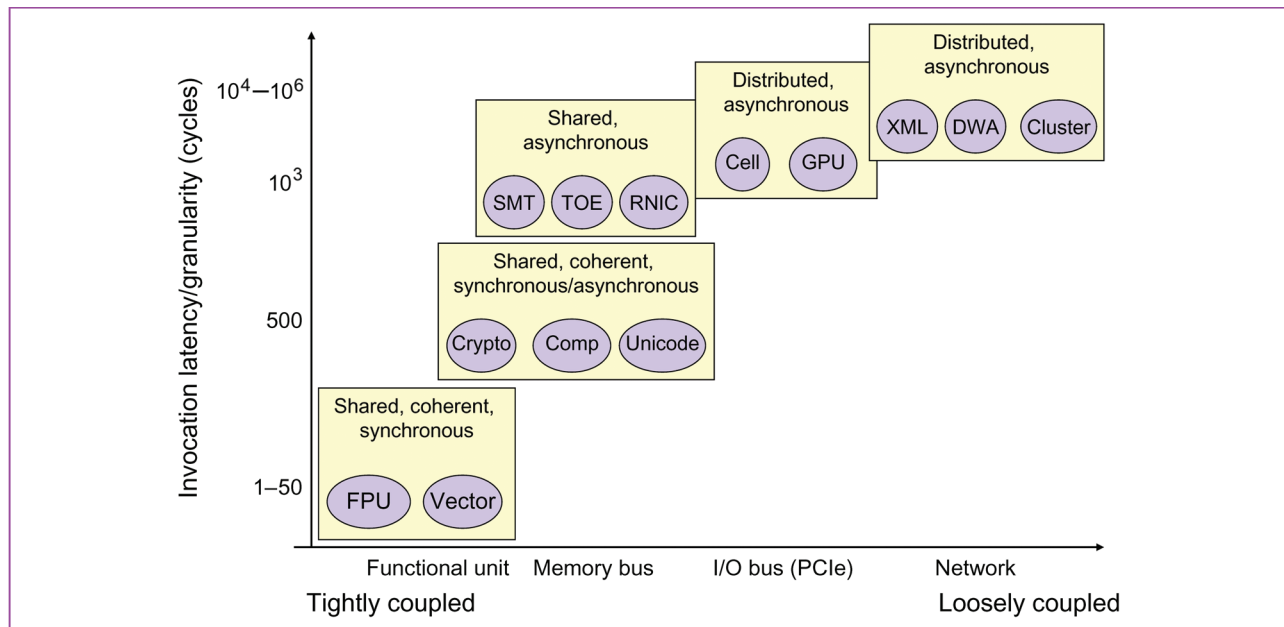 Invocation latency/granularity (cycles)
10⁴–10⁶
10³
500
1–50
Distributed,
asynchronous
XML DWA Cluster
Distributed,
asynchronous
Cell GPU
Shared,
asynchronous
SMT TOE RNIC
Shared, coherent,
synchronous/asynchronous
Crypto Comp Unicode
Shared, coherent,
synchronous
FPU Vector
Functional unit Memory bus I/O bus (PCIe) Network
Tightly coupled Loosely coupled